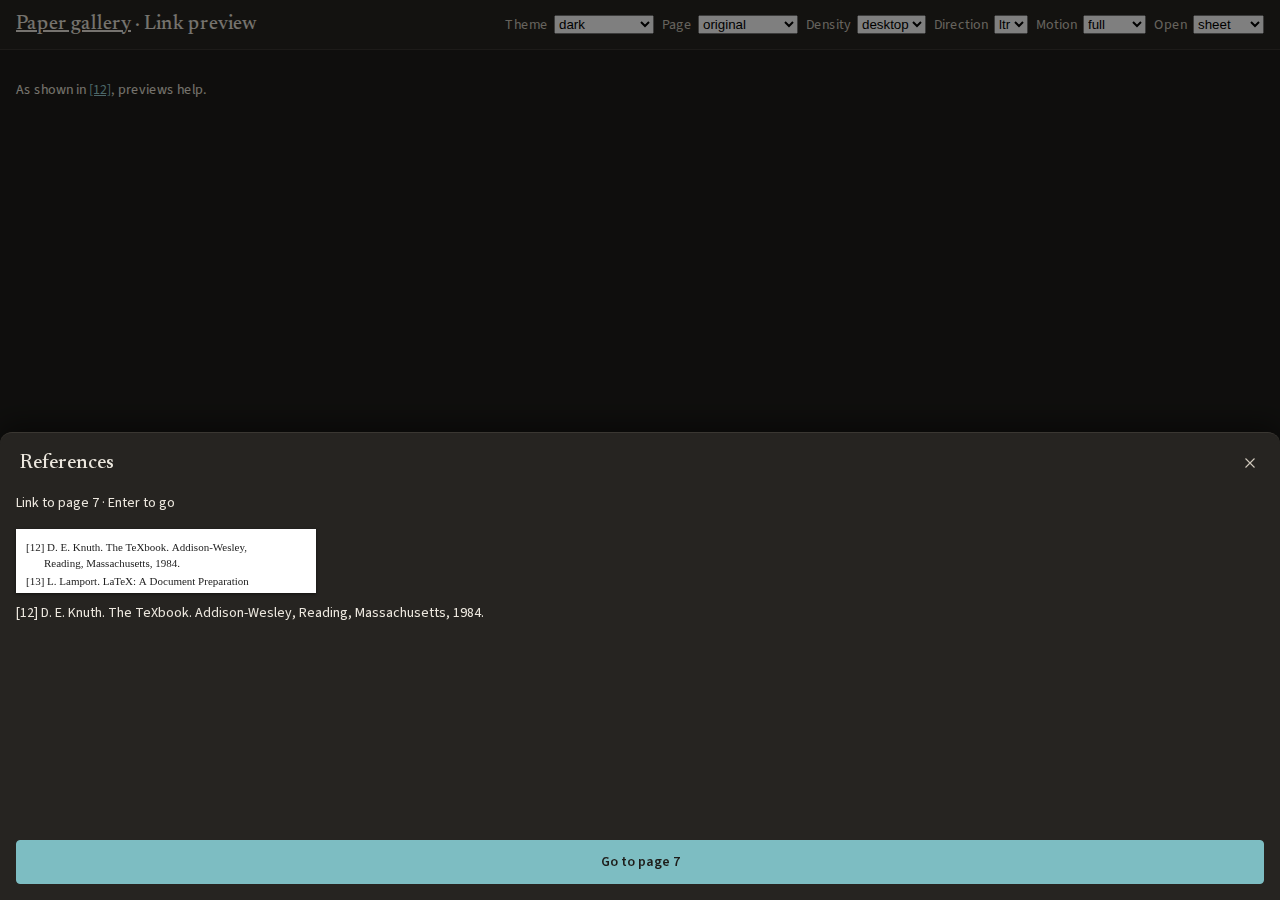 Paper gallery · Link preview
Theme dark Page original Density desktop Direction ltr Motion full Open sheet
As shown in [12], previews help.
References
Link to page 7 · Enter to go
[12] D. E. Knuth. The TeXbook. Addison-Wesley,
Reading, Massachusetts, 1984.
[13] L. Lamport. LaTeX: A Document Preparation
[12] D. E. Knuth. The TeXbook. Addison-Wesley, Reading, Massachusetts, 1984.
Go to page 7